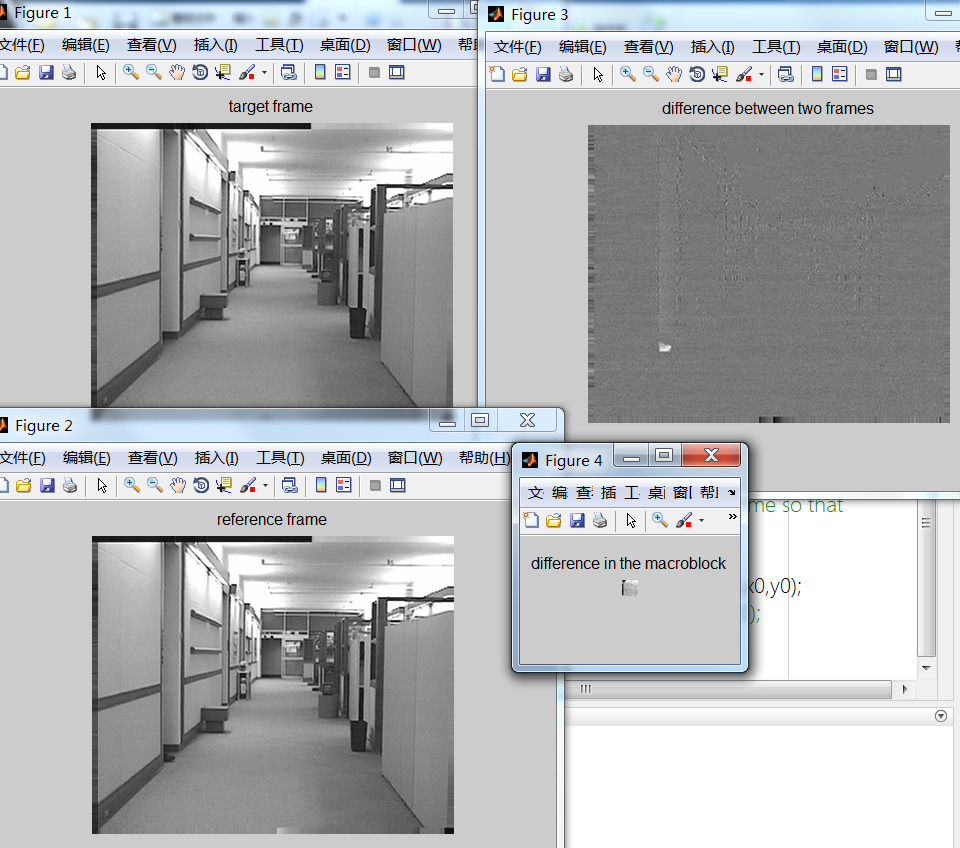 Figure 1
文件(F) 编辑(E) 查看(V) 插入(I) 工具(T) 桌面(D) 窗口(W)
target frame
Figure 3
文件(F) 编辑(E) 查看(V) 插入(I) 工具(T) 桌面(D) 窗口(W)
difference between two frames
Figure 2
文件(F) 编辑(E) 查看(V) 插入(I) 工具(T) 桌面(D) 窗口(W) 帮助(H)
reference frame
Figure 4
文 编 查 插 工 桌 窗 帮
difference in the macroblock
me so that
x0,y0);
);